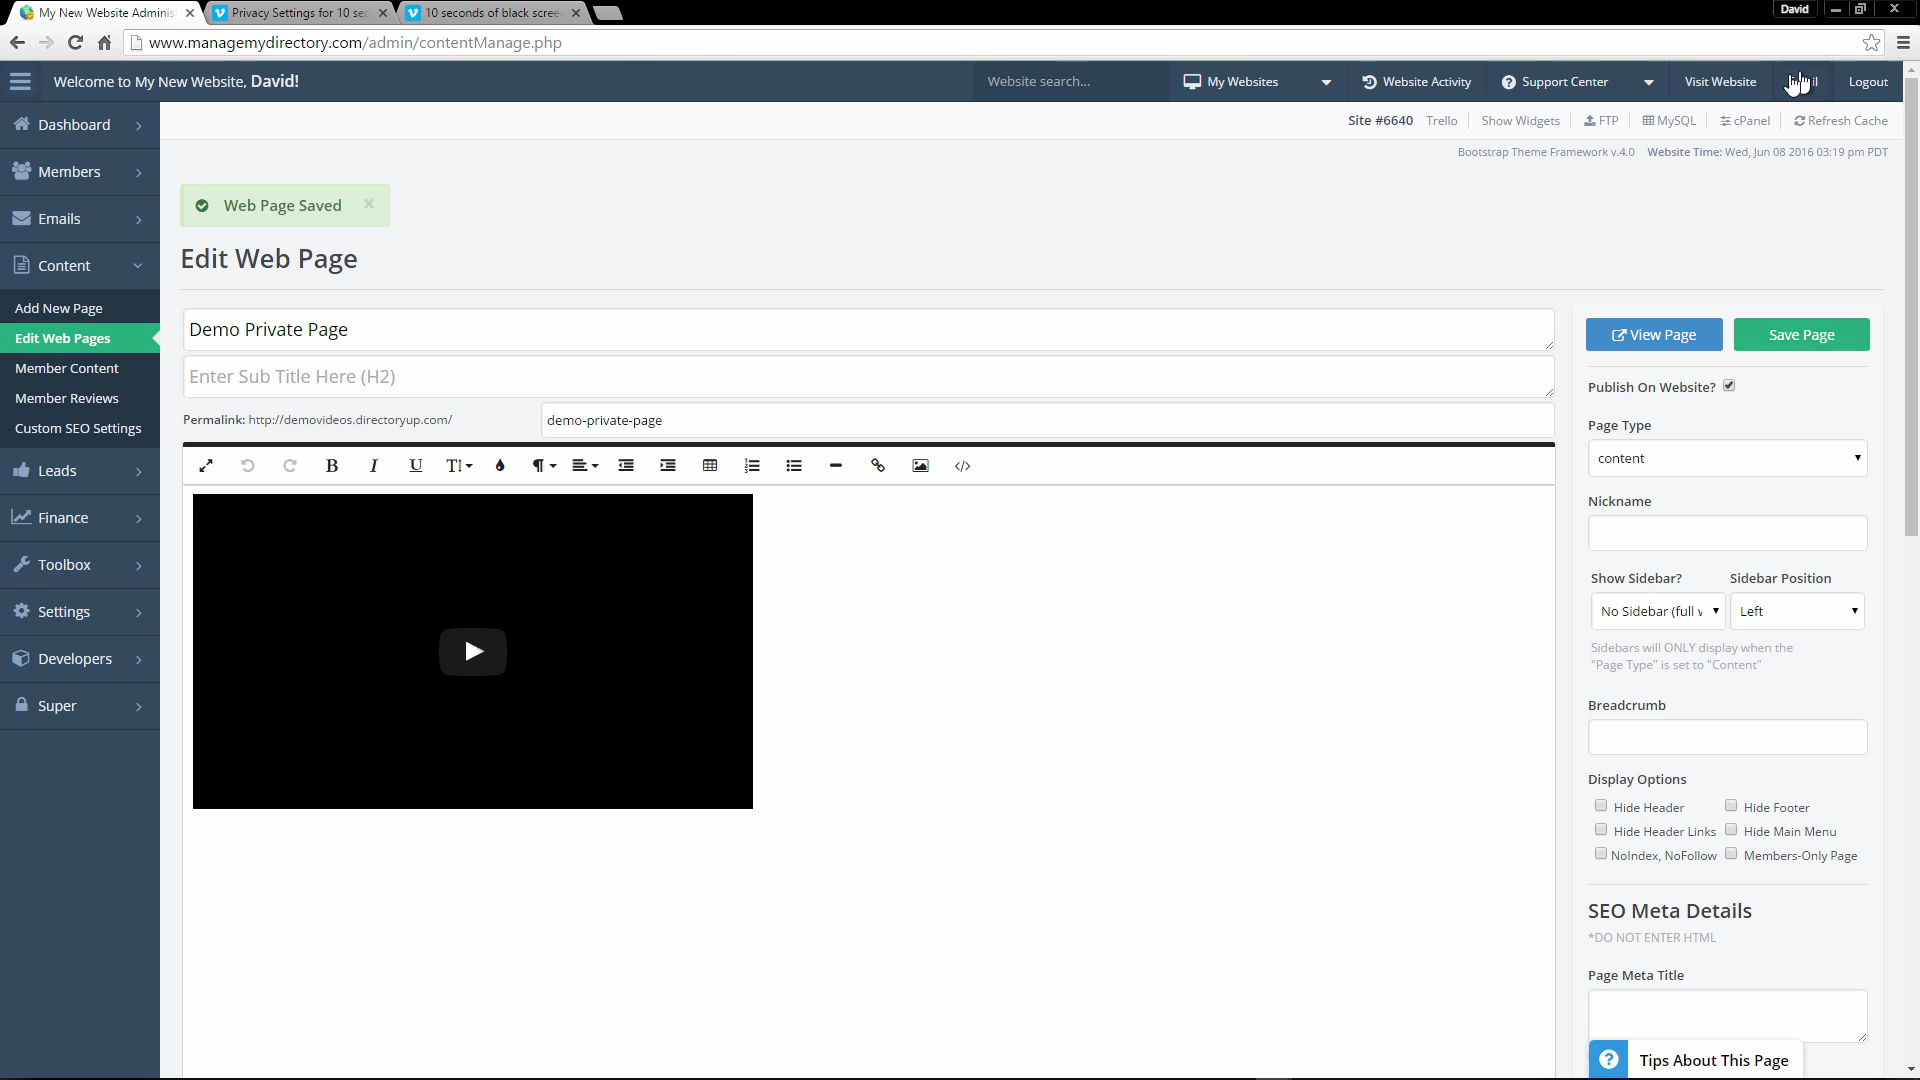 My New Website Adminis
Privacy Settings for 10 sec
10 seconds of black scree
David
www.managemydirectory.com/admin/contentManage.php
Welcome to My New Website, David!
Website search...
My Websites
Website Activity
Support Center
Visit Website
Logout
Site #6640
Trello
Show Widgets
FTP
MySQL
cPanel
Refresh Cache
Bootstrap Theme Framework v.4.0
Website Time: Wed, Jun 08 2016 03:19 pm PDT
Dashboard
Members
Emails
Content
Add New Page
Edit Web Pages
Member Content
Member Reviews
Custom SEO Settings
Leads
Finance
Toolbox
Settings
Developers
Super
Web Page Saved
Edit Web Page
Demo Private Page
Enter Sub Title Here (H2)
Permalink: http://demovideos.directoryup.com/
demo-private-page
View Page
Save Page
Publish On Website?
Page Type
content
Nickname
Show Sidebar?
Sidebar Position
No Sidebar (full v
Left
Sidebars will ONLY display when the
"Page Type" is set to "Content"
Breadcrumb
Display Options
Hide Header
Hide Footer
Hide Header Links
Hide Main Menu
NoIndex, NoFollow
Members-Only Page
SEO Meta Details
*DO NOT ENTER HTML
Page Meta Title
Tips About This Page